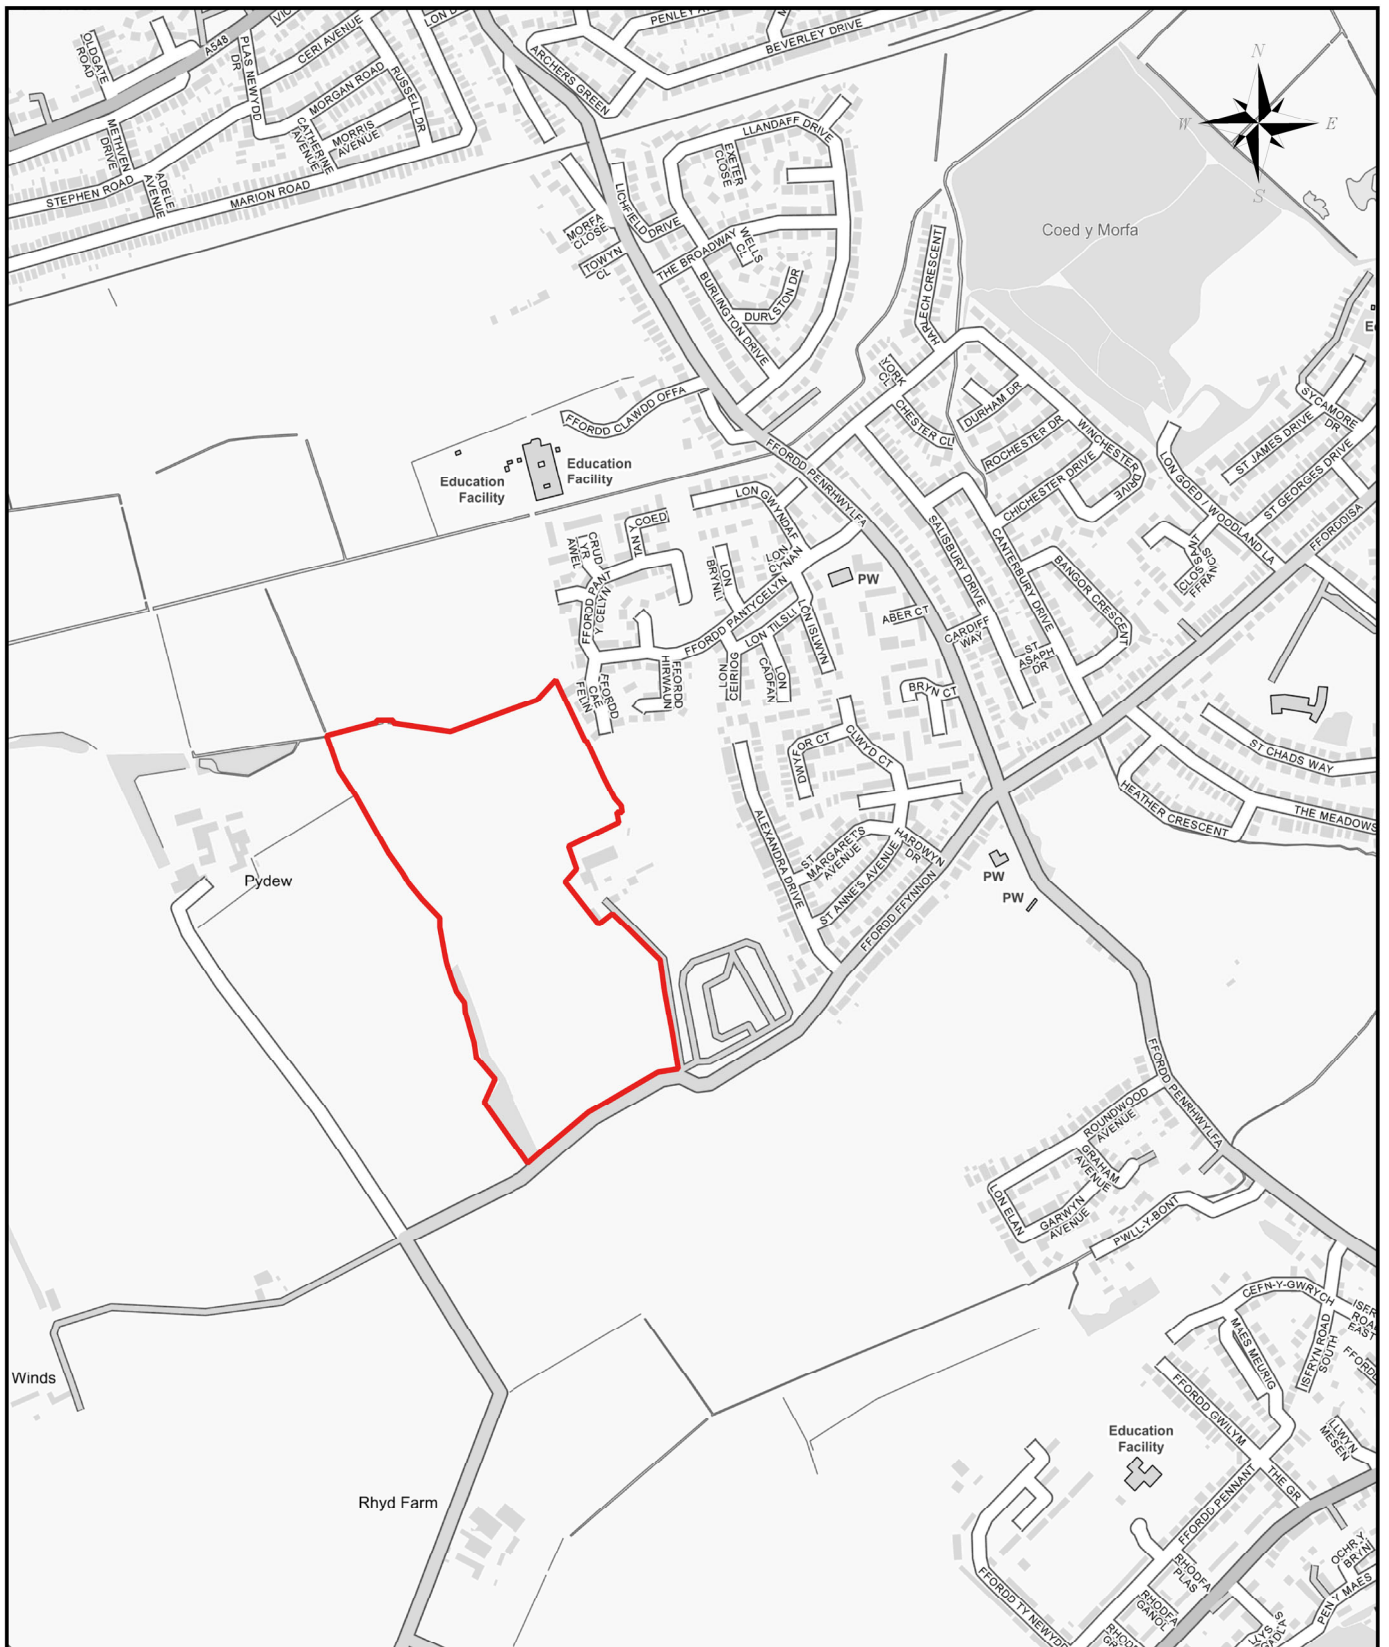 OLDGATE
ROAD
A548
PLAS NEWYDD
DR
CERI AVENUE
MORGAN ROAD
RUSSELL DR
CATHERINE
AVENUE
MORRIS
AVENUE
METHVEN
DRIVE
ADELE
AVENUE
STEPHEN ROAD
MARION ROAD
ARCHERS GREEN
BEVERLEY DRIVE
N
W
E
S
LLANDAFF DRIVE
EXETER
CLOSE
LICHFIELD DRIVE
MORFA
CLOSE
TOWYN
CL
THE BROADWAY
WELLS
CL
BURLINGTON DRIVE
DURLSTON DR
Coed y Morfa
HARLECH CRESCENT
YORK
CL
CHESTER CL
DURHAM DR
ROCHESTER DR
WINCHESTER
DRIVE
CHICHESTER DRIVE
SYCAMORE
DR
ST JAMES DRIVE
ST GEORGES DRIVE
LON GOED / WOODLAND LA
FFORDD ISA
FFORDD CLAWDD OFFA
FFORDD PENRHWYLFA
Education
Facility
Education
Facility
LON GWYNDAF
TAN Y COED
CRUD
YR
AWEL
FFORDD PANT
Y CELYN
LON
BRYNLI
LON
CYNAN
FFORDD PANTYCELYN
PW
LON TILSLI
LON ISLWYN
LON
CEIRIOG
LON
CADFAN
FFORDD
HIRWAUN
FFORDD
CAE
FELIN
SALISBURY DRIVE
CANTERBURY DRIVE
BANGOR CRESCENT
ABER CT
CARDIFF
WAY
ST
ASAPH
DR
CLOS SANT
FFRANCIS
BRYN CT
DWYFOR CT
CLWYD CT
ALEXANDRA DRIVE
ST
MARGARET'S
AVENUE
HARDWYN
DR
ST ANNE'S AVENUE
FFORDD FFYNNON
ST CHADS WAY
HEATHER CRESCENT
THE MEADOWS
PW
PW
Pydew
FFORDD PENRHWYLFA
ROUNDWOOD
AVENUE
GRAHAM
AVENUE
LON ELAN
GARWYN
AVENUE
PWLL-Y-BONT
CEFN-Y-GWRYCH
MAES MEURIG
ISFRYN ROAD
SOUTH
FFORDD GWILYM
LLWYN
MESEN
Winds
Rhyd Farm
Education
Facility
THE GR
FFORDD PENNANT
RHODFA
PLAS
RHODFA
GANOL
FFORDD TY NEWYDD
OCHR Y
BRYN
PEN Y MAES